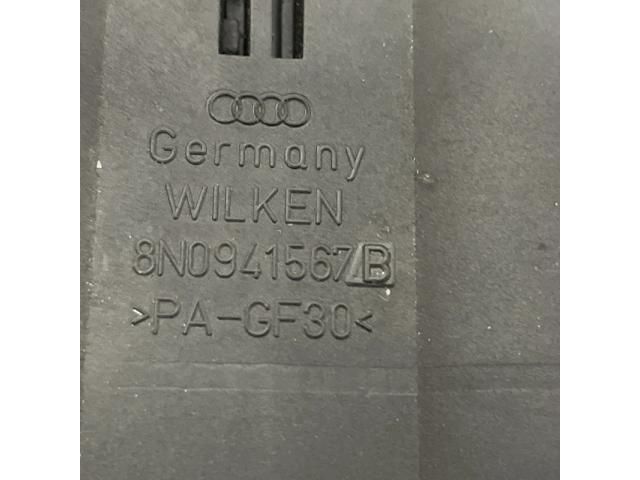 Germany
WILKEN
8N0941567B
>PA-GF30<